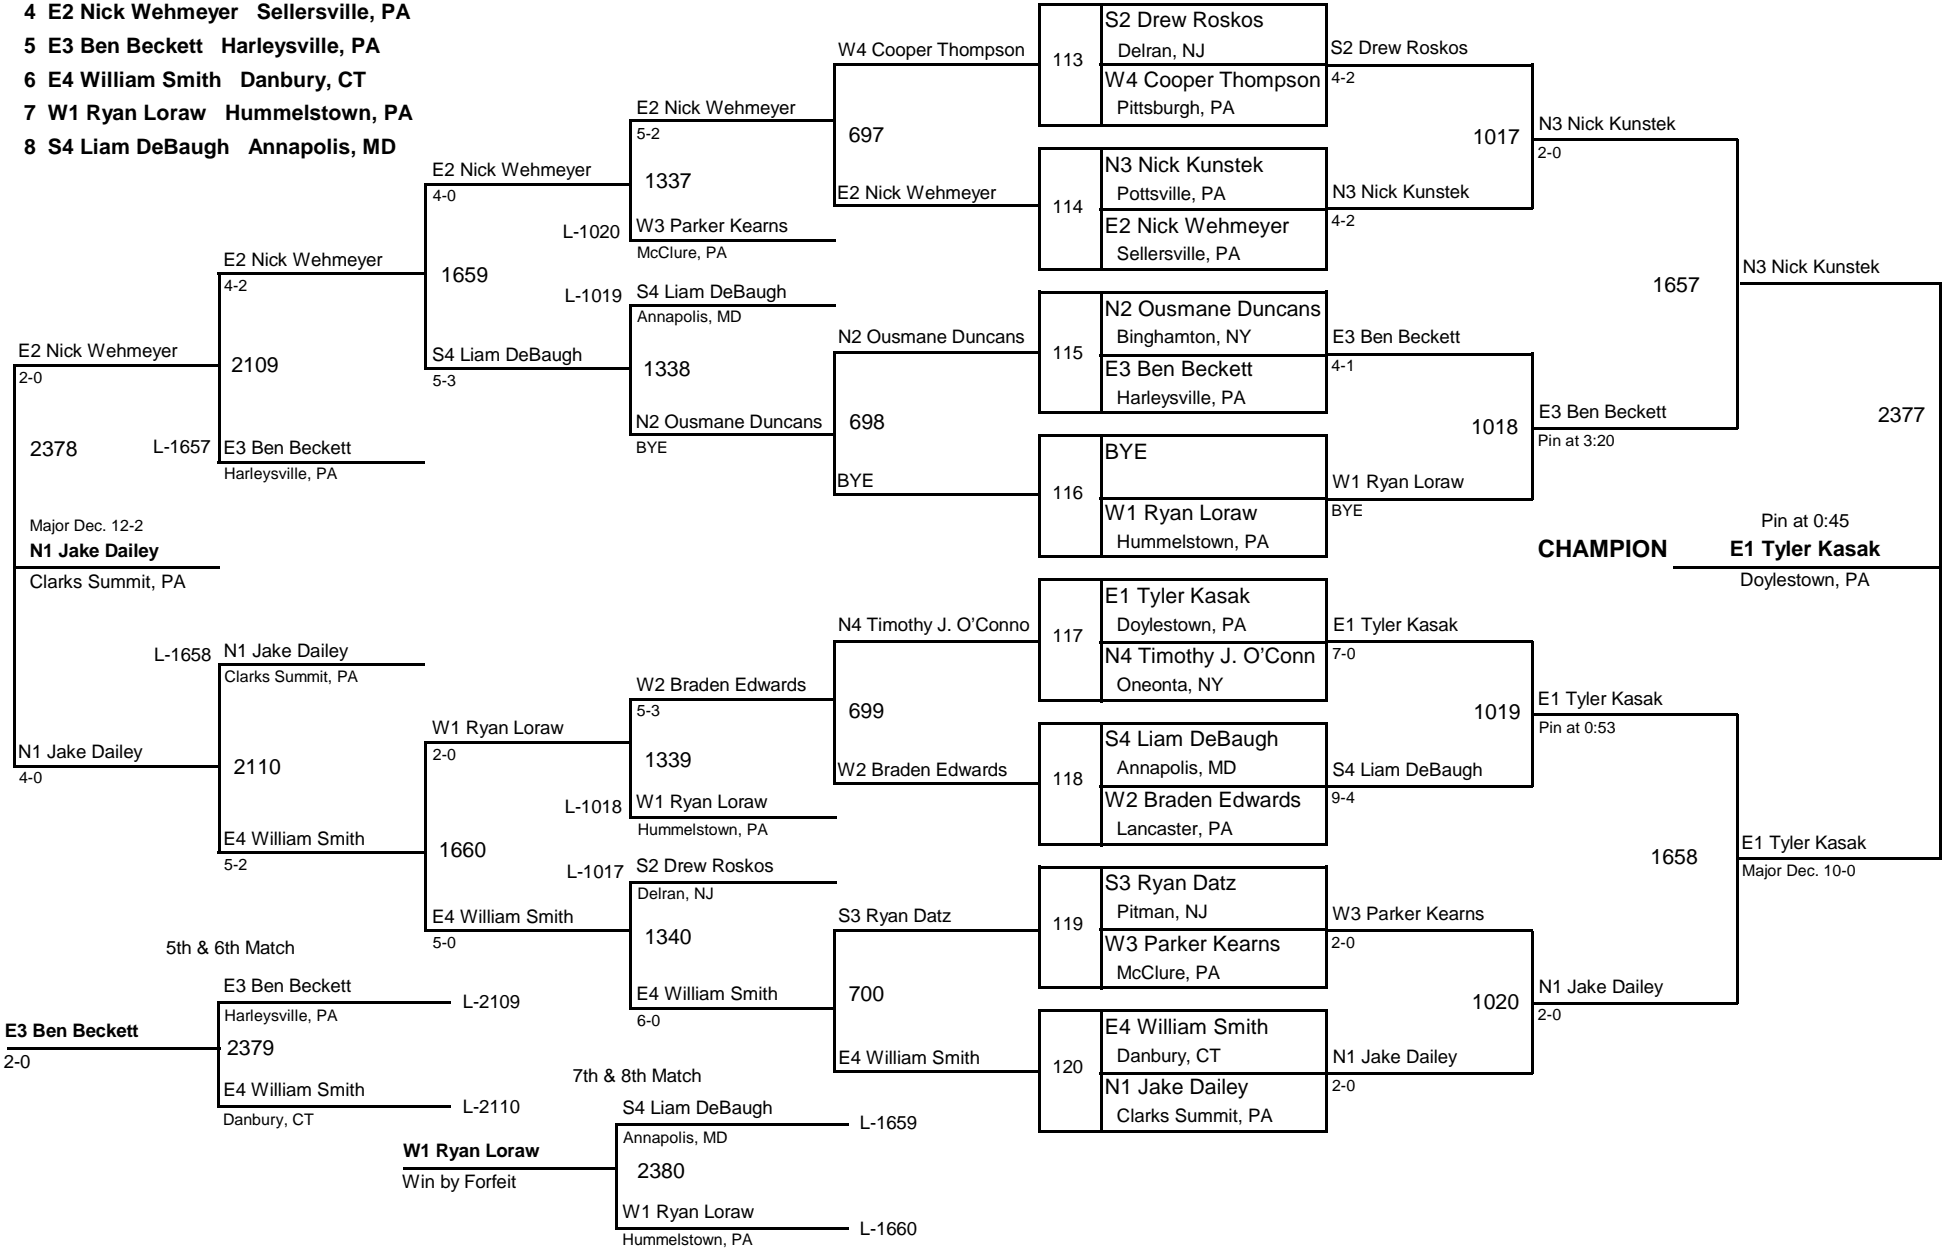 4 E2 Nick Wehmeyer Sellersville, PA
5 E3 Ben Beckett Harleysville, PA
6 E4 William Smith Danbury, CT
7 W1 Ryan Loraw Hummelstown, PA
8 S4 Liam DeBaugh Annapolis, MD
E2 Nick Wehmeyer
2-0
2378
Major Dec. 12-2
N1 Jake Dailey
Clarks Summit, PA
N1 Jake Dailey
4-0
E2 Nick Wehmeyer
4-2
2109
L-1657
E3 Ben Beckett
Harleysville, PA
L-1658
N1 Jake Dailey
Clarks Summit, PA
2110
E4 William Smith
5-2
E2 Nick Wehmeyer
4-0
1659
S4 Liam DeBaugh
5-3
W1 Ryan Loraw
2-0
1660
E4 William Smith
5-0
E2 Nick Wehmeyer
5-2
1337
L-1020
W3 Parker Kearns
McClure, PA
L-1019
S4 Liam DeBaugh
Annapolis, MD
1338
N2 Ousmane Duncans
BYE
W2 Braden Edwards
5-3
1339
L-1018
W1 Ryan Loraw
Hummelstown, PA
L-1017
S2 Drew Roskos
Delran, NJ
1340
E4 William Smith
6-0
W4 Cooper Thompson
697
E2 Nick Wehmeyer
N2 Ousmane Duncans
698
BYE
N4 Timothy J. O'Conno
699
W2 Braden Edwards
S3 Ryan Datz
700
E4 William Smith
113
S2 Drew Roskos
Delran, NJ
W4 Cooper Thompson
Pittsburgh, PA
114
N3 Nick Kunstek
Pottsville, PA
E2 Nick Wehmeyer
Sellersville, PA
115
N2 Ousmane Duncans
Binghamton, NY
E3 Ben Beckett
Harleysville, PA
116
BYE
W1 Ryan Loraw
Hummelstown, PA
117
E1 Tyler Kasak
Doylestown, PA
N4 Timothy J. O'Conn
Oneonta, NY
118
S4 Liam DeBaugh
Annapolis, MD
W2 Braden Edwards
Lancaster, PA
119
S3 Ryan Datz
Pitman, NJ
W3 Parker Kearns
McClure, PA
120
E4 William Smith
Danbury, CT
N1 Jake Dailey
Clarks Summit, PA
S2 Drew Roskos
4-2
1017
N3 Nick Kunstek
4-2
E3 Ben Beckett
4-1
1018
W1 Ryan Loraw
BYE
E1 Tyler Kasak
7-0
1019
S4 Liam DeBaugh
9-4
W3 Parker Kearns
2-0
1020
N1 Jake Dailey
2-0
N3 Nick Kunstek
2-0
1657
E3 Ben Beckett
Pin at 3:20
E1 Tyler Kasak
Pin at 0:53
1658
N1 Jake Dailey
2-0
N3 Nick Kunstek
2377
Pin at 0:45
CHAMPION
E1 Tyler Kasak
Doylestown, PA
E1 Tyler Kasak
Major Dec. 10-0
5th & 6th Match
E3 Ben Beckett
L-2109
Harleysville, PA
E3 Ben Beckett
2-0
2379
E4 William Smith
L-2110
Danbury, CT
7th & 8th Match
S4 Liam DeBaugh
L-1659
Annapolis, MD
W1 Ryan Loraw
Win by Forfeit
2380
W1 Ryan Loraw
L-1660
Hummelstown, PA